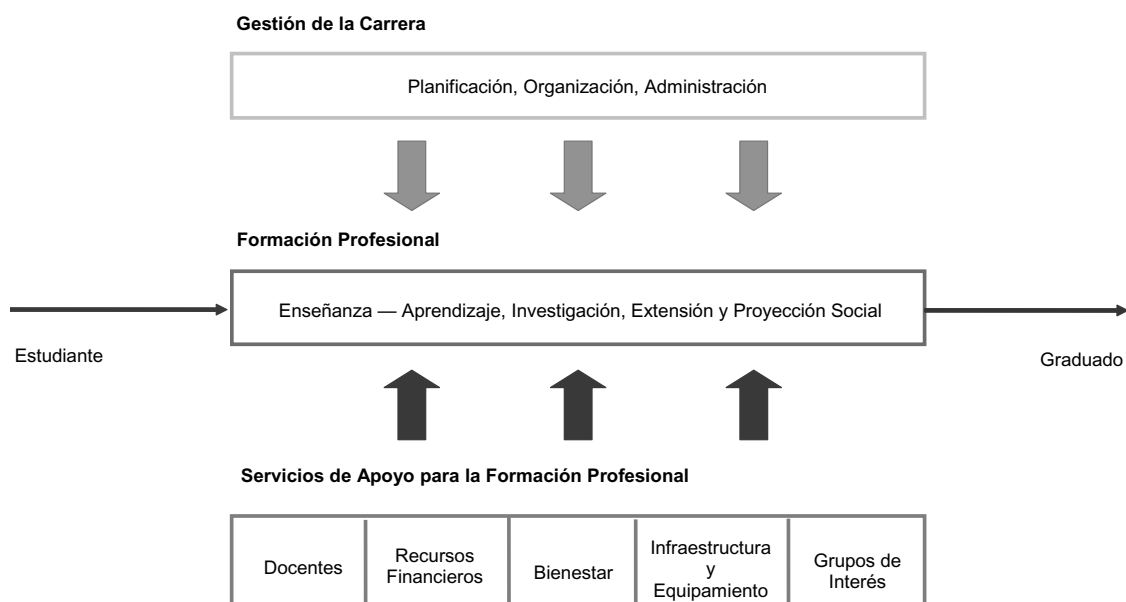 Gestión de la Carrera
Planificación, Organización, Administración
Formación Profesional
Enseñanza — Aprendizaje, Investigación, Extensión y Proyección Social
Estudiante
Graduado
Servicios de Apoyo para la Formación Profesional
Docentes
Recursos
Financieros
Bienestar
Infraestructura
y
Equipamiento
Grupos de
Interés